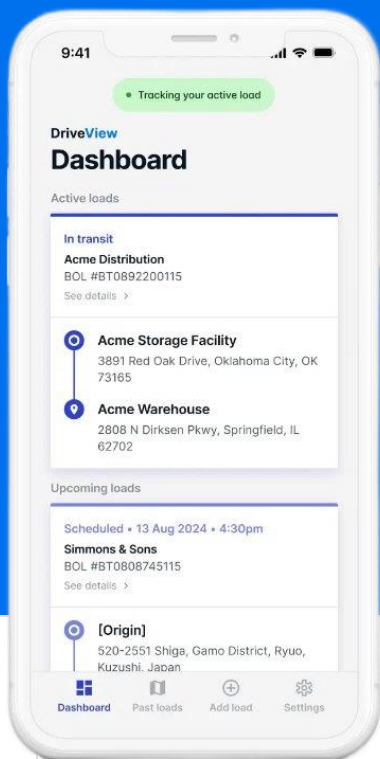 9:41
Tracking your active load
DriveView
Dashboard
Active loads
In transit
Acme Distribution
BOL #BT0892200115
See details >
Acme Storage Facility
3891 Red Oak Drive, Oklahoma City, OK
73165
Acme Warehouse
2808 N Dirksen Pkwy, Springfield, IL
62702
Upcoming loads
Scheduled • 13 Aug 2024 • 4:30pm
Simmons & Sons
BOL #BT0808745115
See details >
[Origin]
520-2551 Shiga, Gamo District, Ryuo,
Kuzushi, Japan
Dashboard Past loads Add load Settings